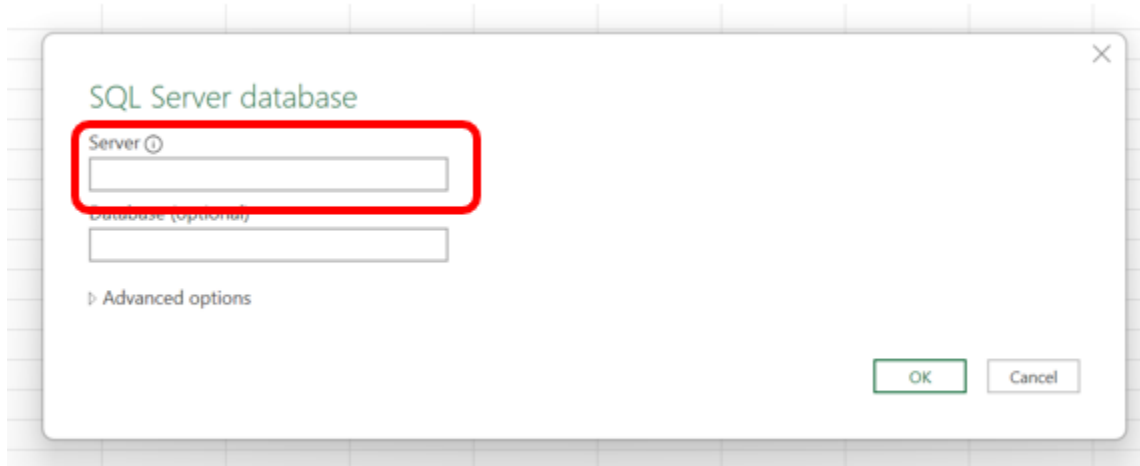 SQL Server database
Server
Database (optional)
Advanced options
OK
Cancel